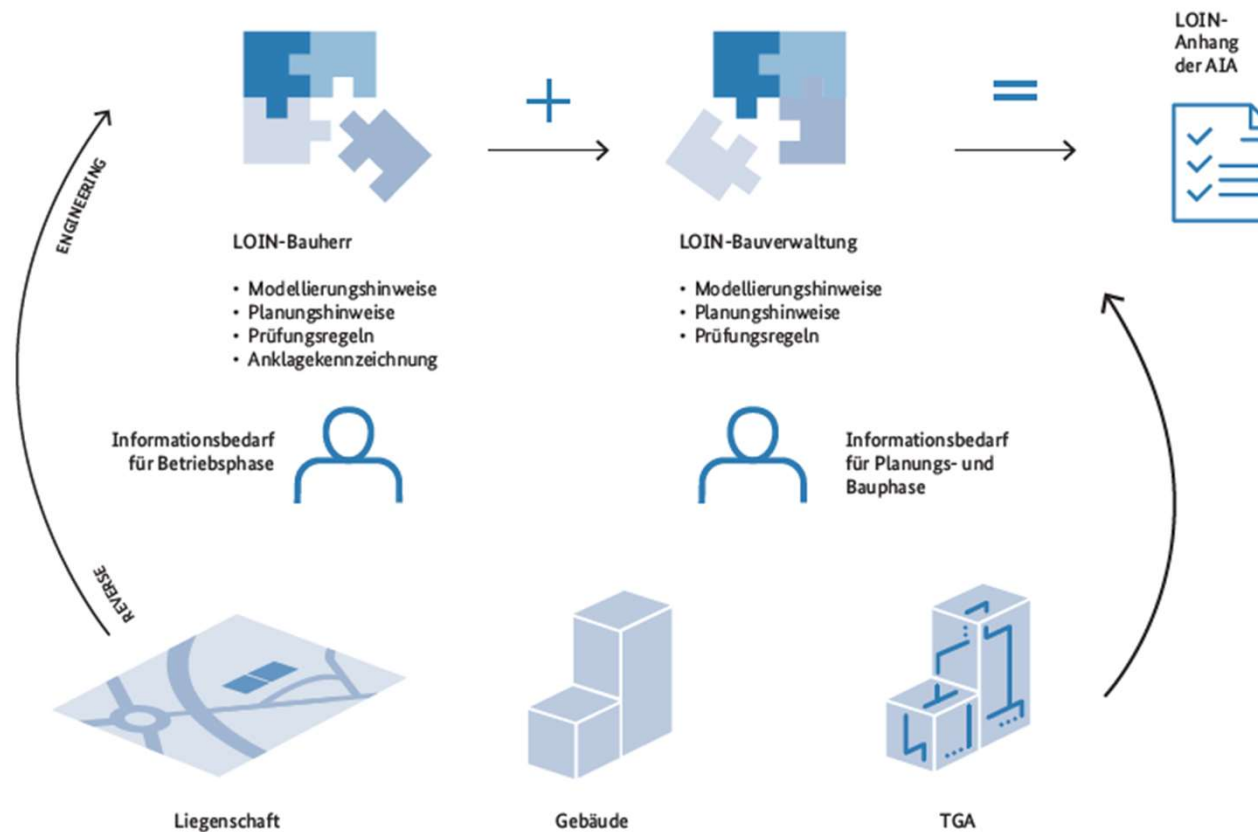 LOIN-
Anhang
der AIA
ENGINEERING
REVERSE
LOIN-Bauherr
• Modellierungshinweise
• Planungshinweise
• Prüfungsregeln
• Anklagekennzeichnung
LOIN-Bauverwaltung
• Modellierungshinweise
• Planungshinweise
• Prüfungsregeln
Informationsbedarf
für Betriebsphase
Informationsbedarf
für Planungs- und
Bauphase
Liegenschaft
Gebäude
TGA